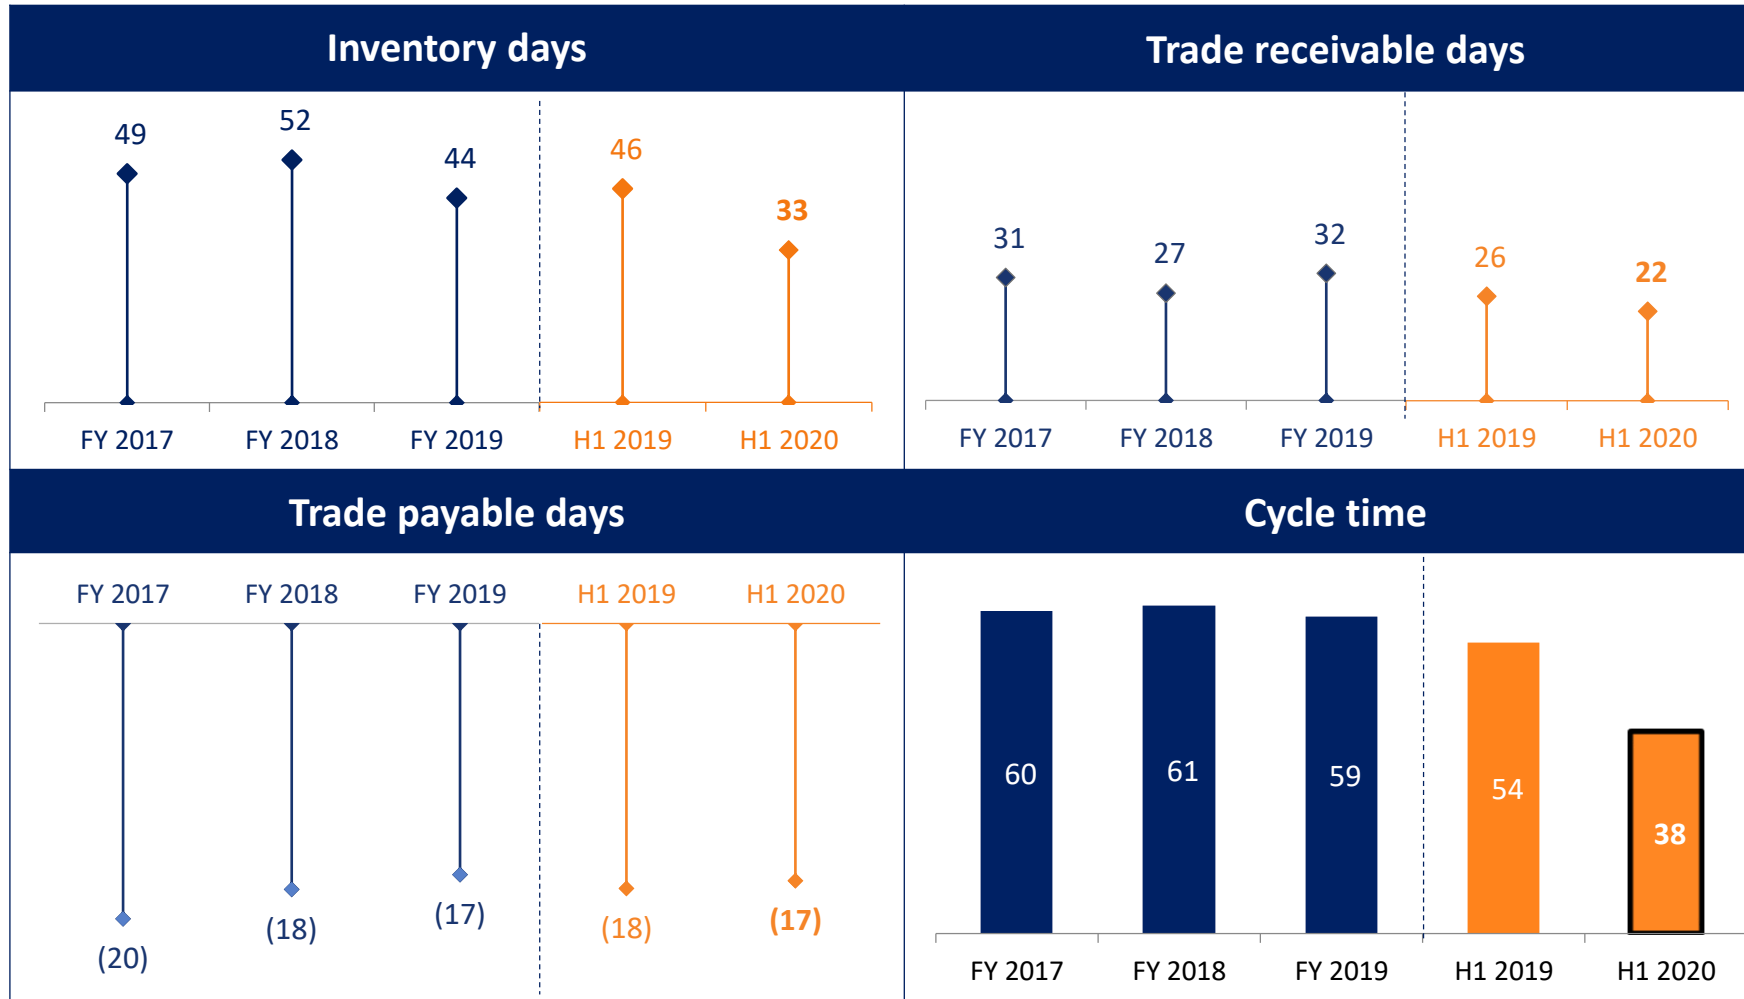 Inventory days
49
52
44
46
33
FY 2017
FY 2018
FY 2019
H1 2019
H1 2020
Trade receivable days
31
27
32
26
22
FY 2017
FY 2018
FY 2019
H1 2019
H1 2020
Trade payable days
FY 2017
FY 2018
FY 2019
H1 2019
H1 2020
(20)
(18)
(17)
(18)
(17)
Cycle time
60
61
59
54
38
FY 2017
FY 2018
FY 2019
H1 2019
H1 2020